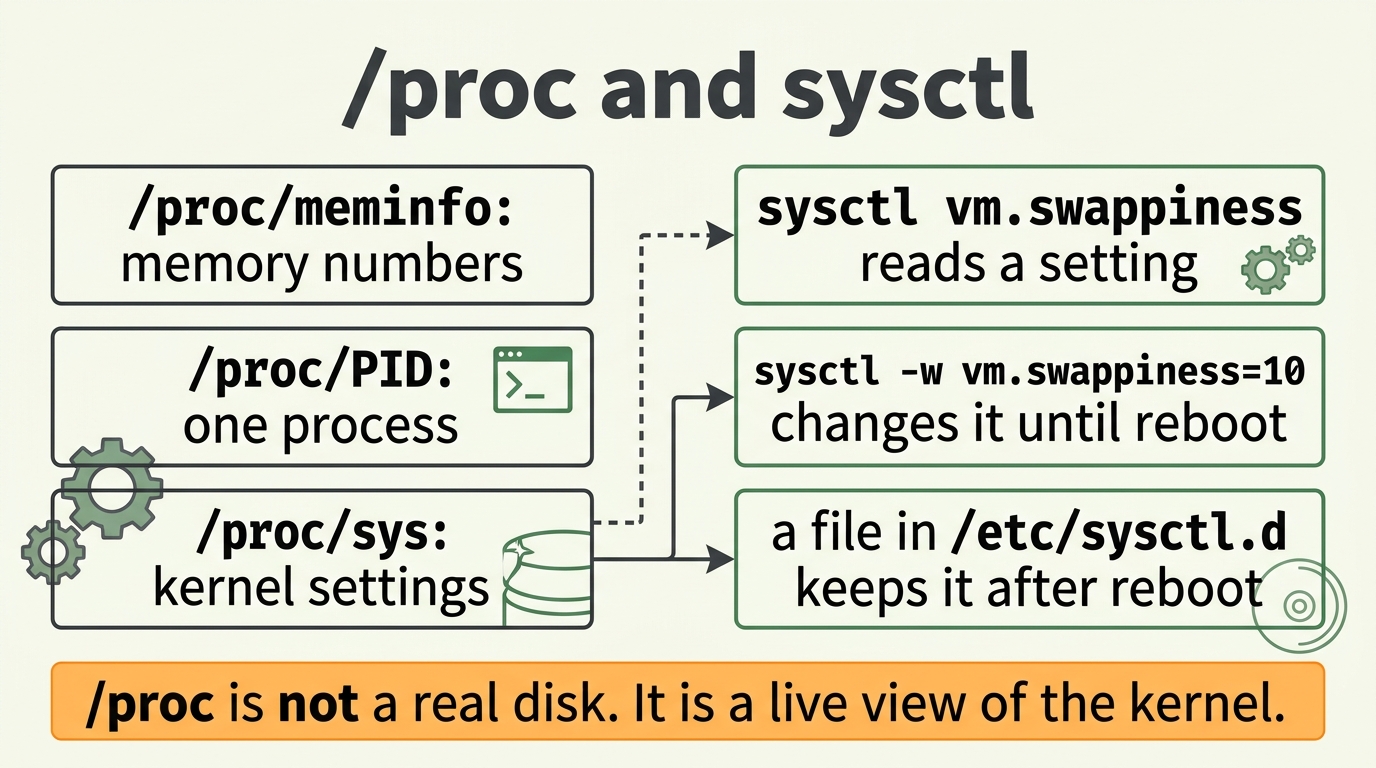 /proc and sysctl
/proc/meminfo:
memory numbers
/proc/PID:
one process
/proc/sys:
kernel settings
sysctl vm.swappiness
reads a setting
sysctl -w vm.swappiness=10
changes it until reboot
a file in /etc/sysctl.d
keeps it after reboot
/proc is not a real disk. It is a live view of the kernel.